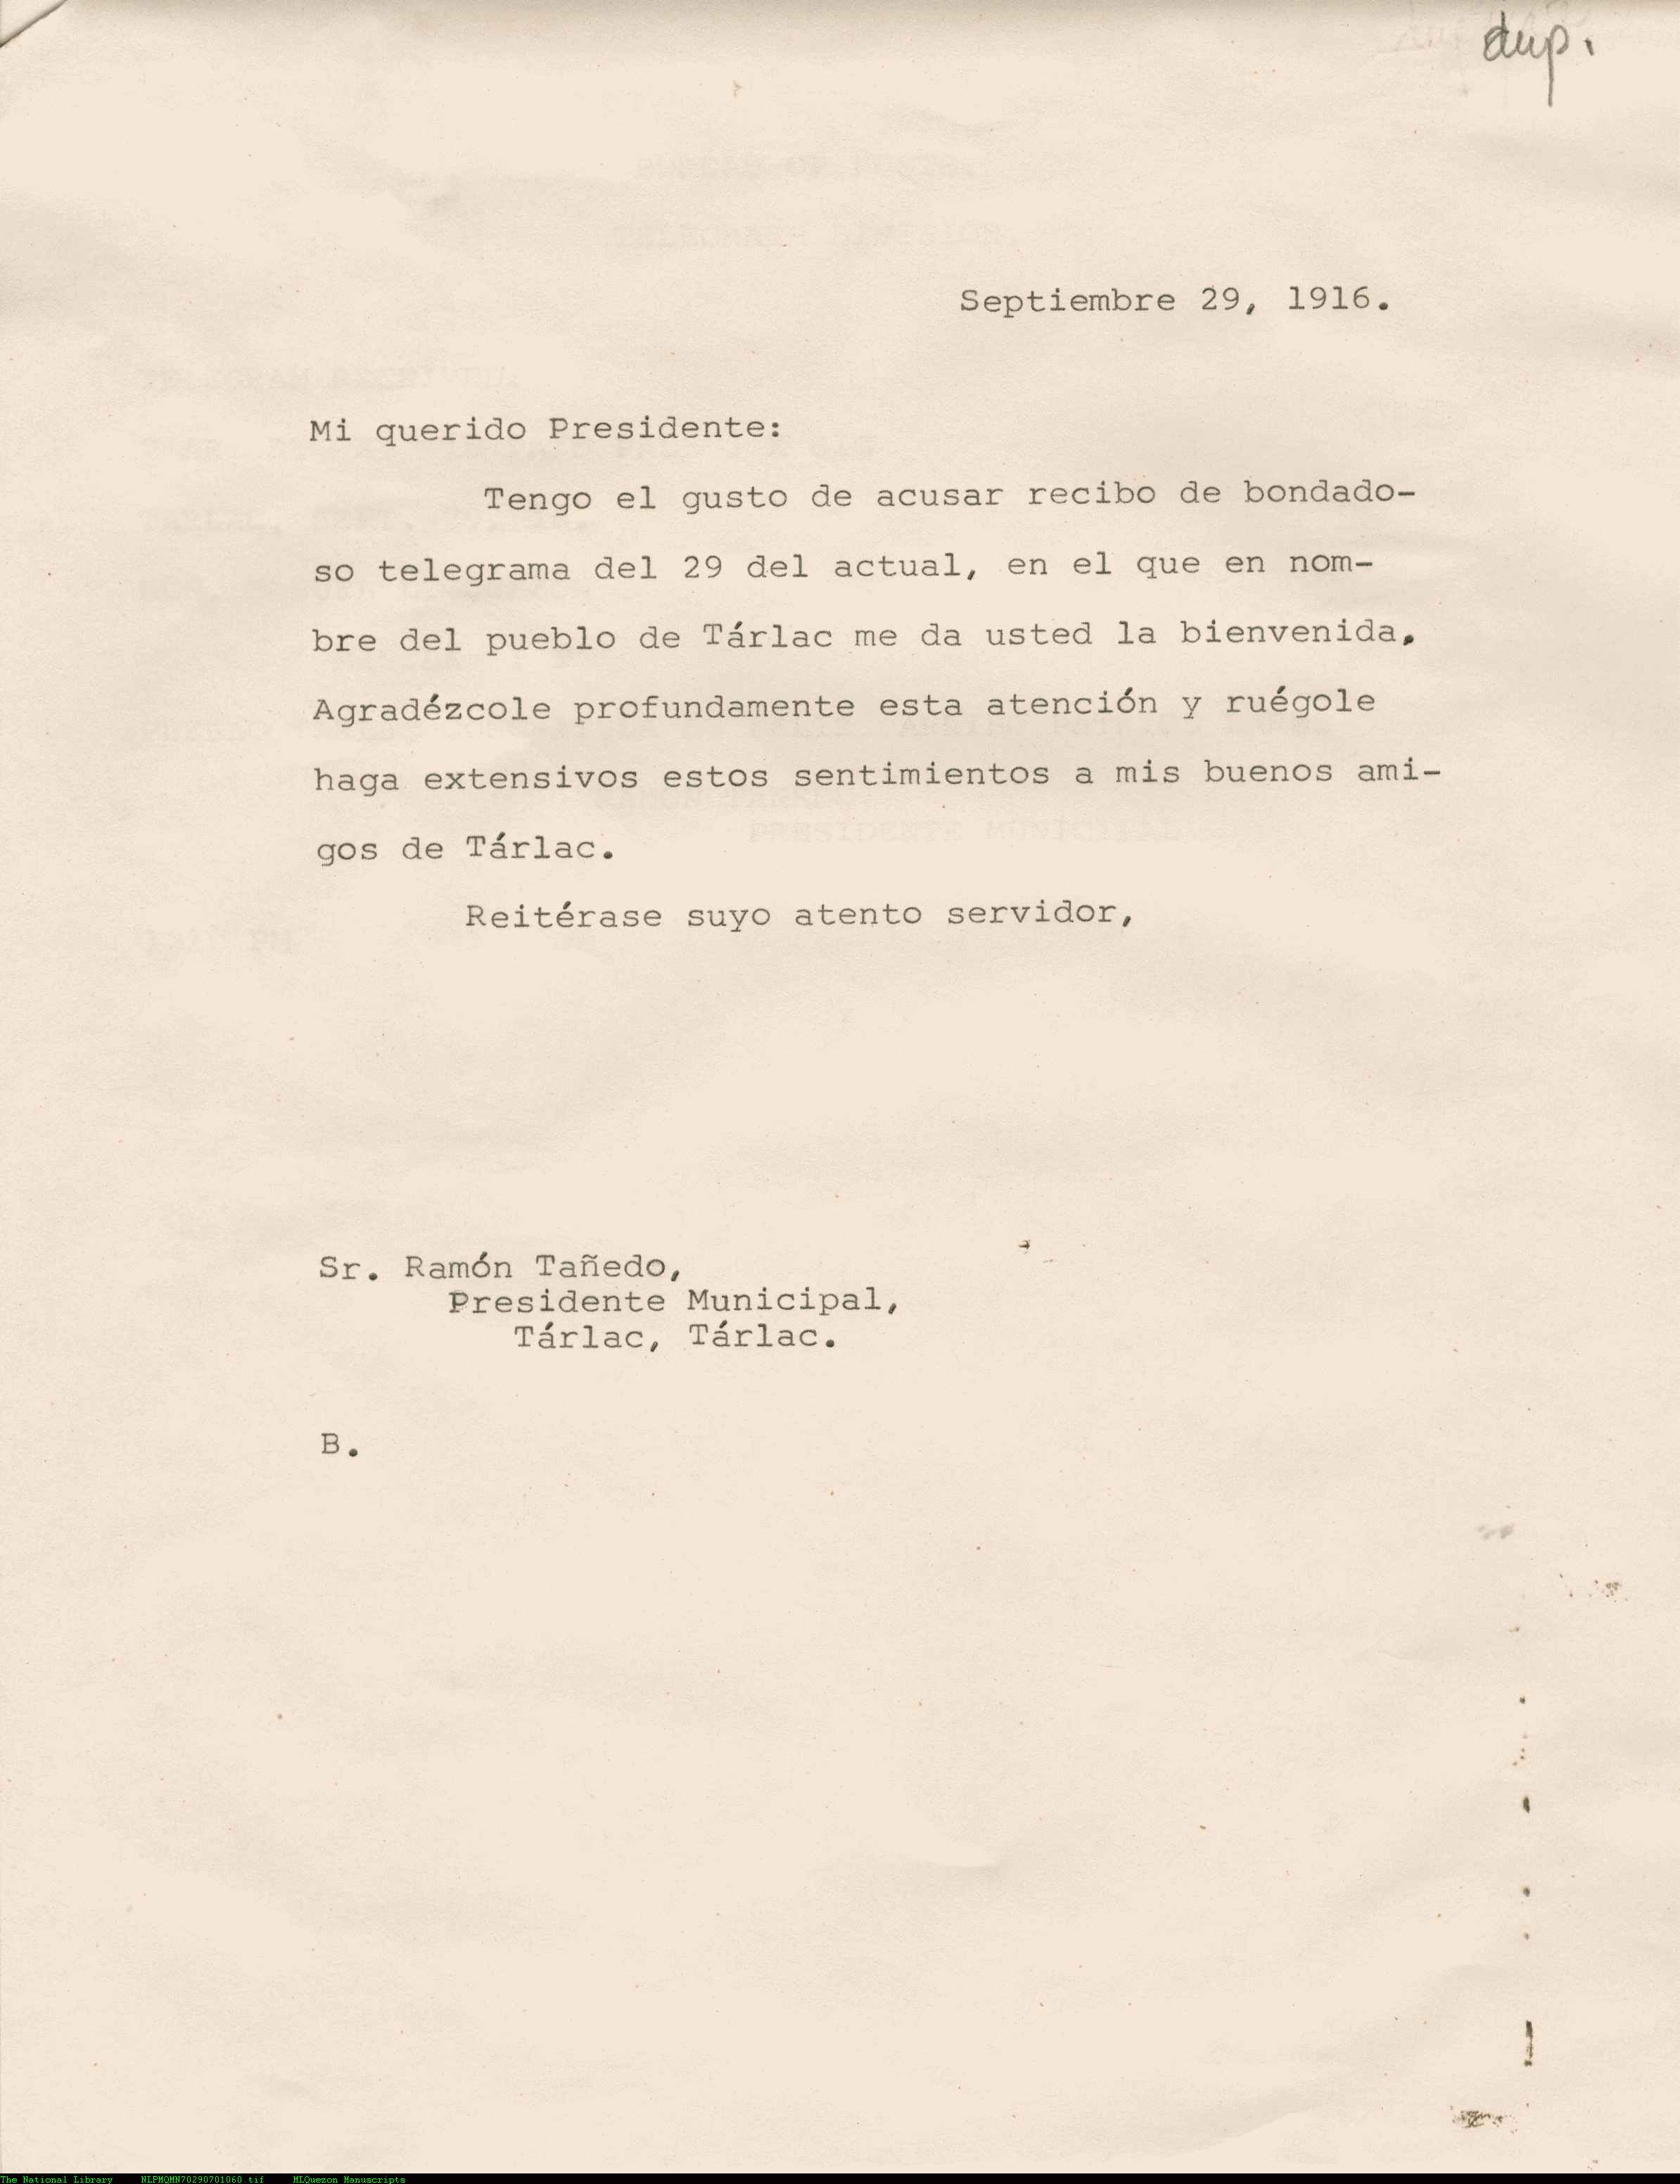 dup.
Septiembre 29, 1916.
Mi querido Presidente:
Tengo el gusto de acusar recibo de bondado-
so telegrama del 29 del actual, en el que en nom-
bre del pueblo de Tárlac me da usted la bienvenida.
Agradézcole profundamente esta atención y ruégole
haga extensivos estos sentimientos a mis buenos ami-
gos de Tárlac.
Reitérase suyo atento servidor,
Sr. Ramón Tañedo,
Presidente Municipal,
Tárlac, Tárlac.
B.
The National Library NLPMQMN70290701060.tif MLQuezon Manuscripts